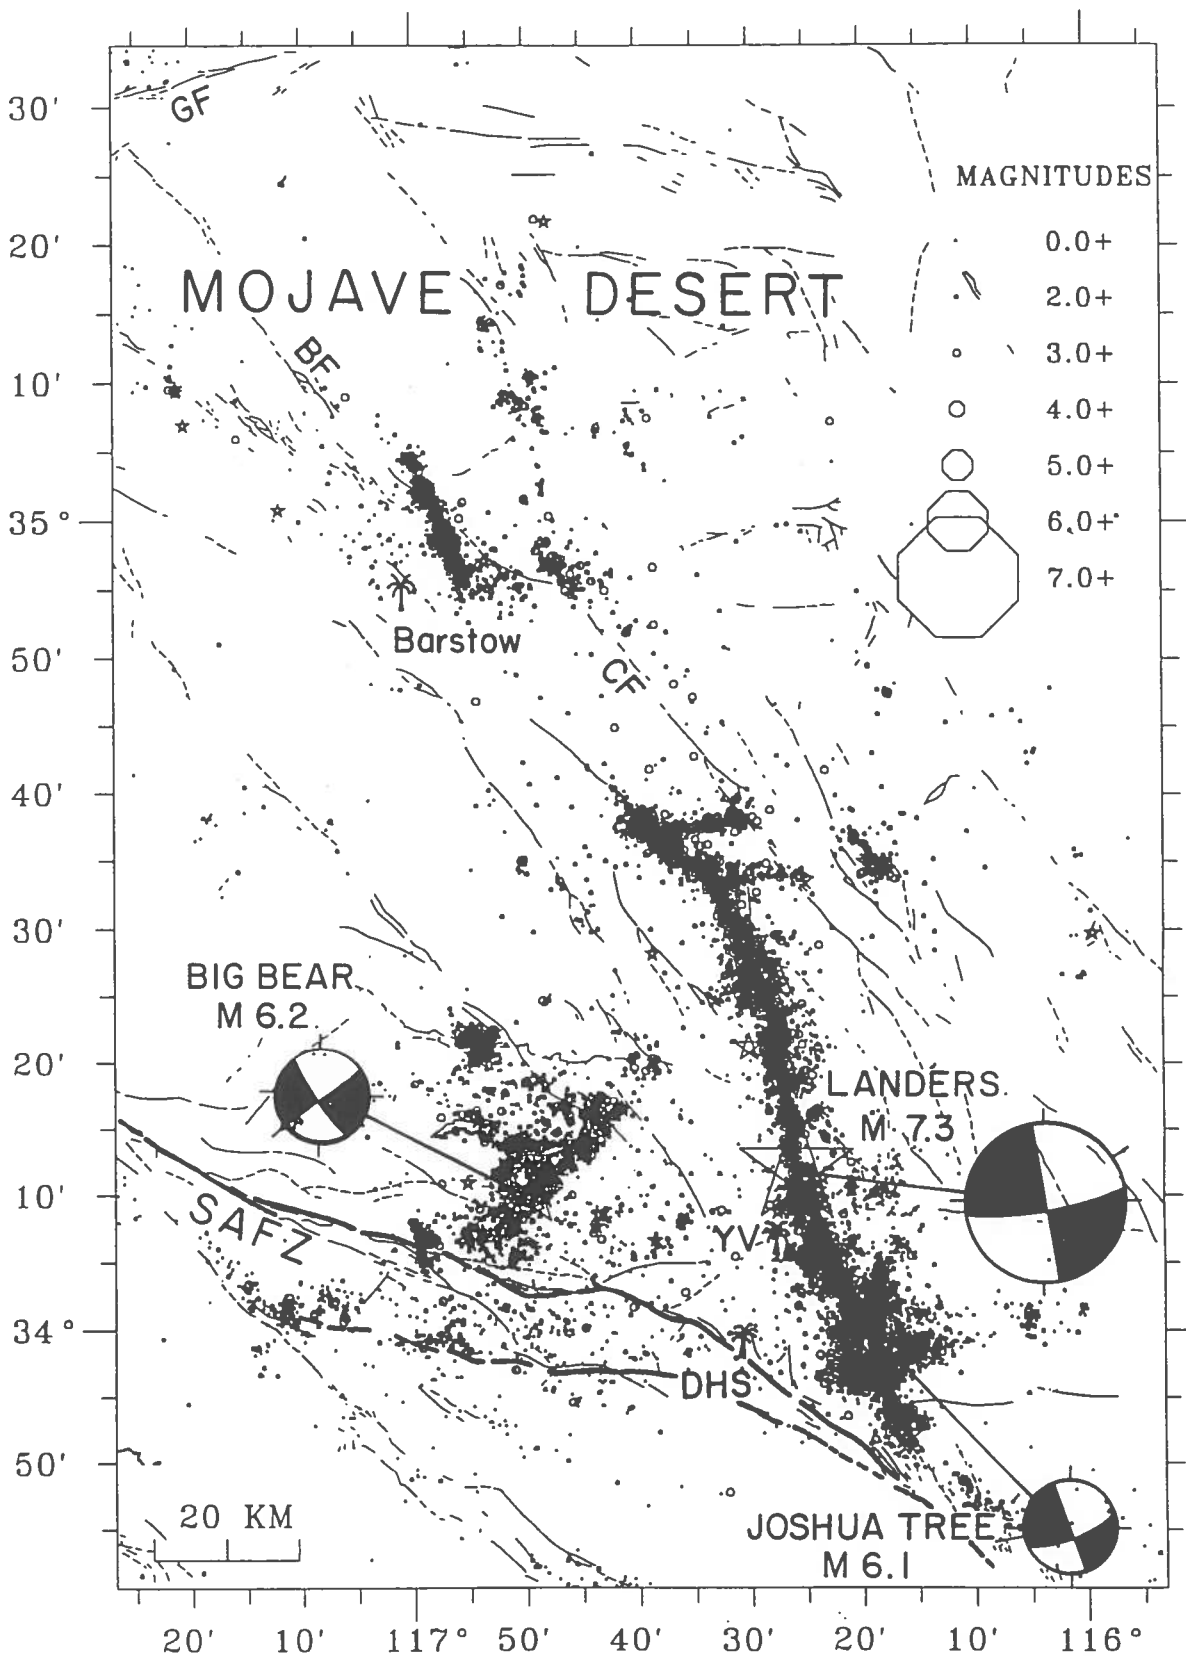 30'
GF
MAGNITUDES
20'
0.0+
MOJAVE DESERT
2.0+
BF
3.0+
10'
4.0+
5.0+
35°
6.0+
7.0+
Barstow
50'
CF
40'
30'
BIG BEAR
M 6.2
20'
LANDERS
M 7.3
10'
SAFZ
YV
34°
DHS
50'
20 KM
JOSHUA TREE
M 6.1
20' 10' 117° 50' 40' 30' 20' 10' 116°